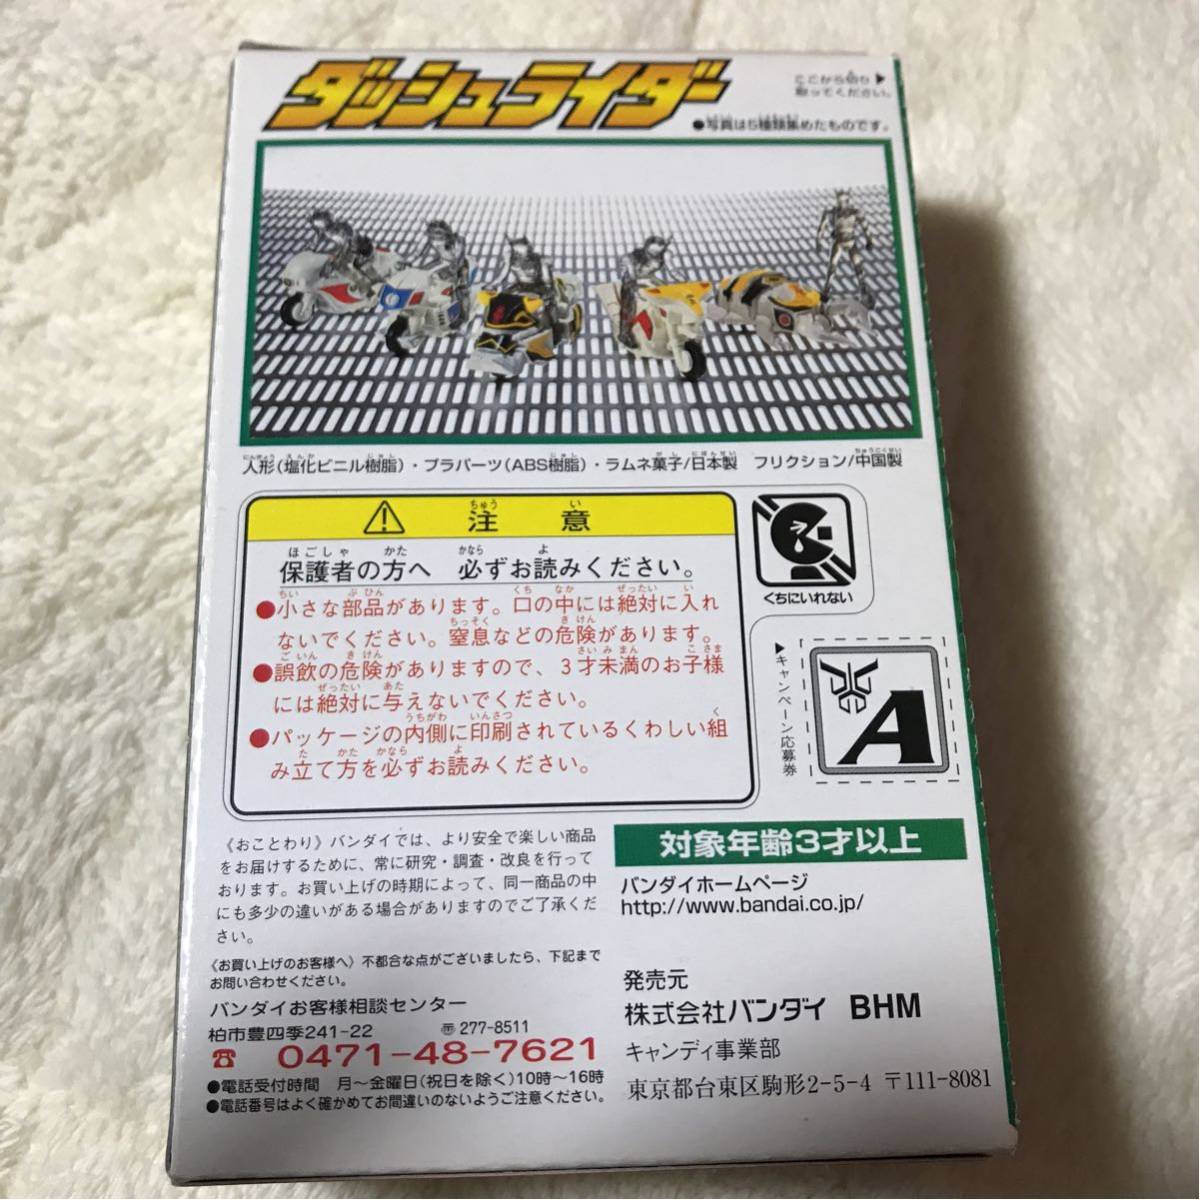 ダッシュライダー
ここから切り▶
取ってください。
●写真は5種類集めたものです。
人形(塩化ビニル樹脂)・プラパーツ(ABS樹脂)・ラムネ菓子/日本製 フリクション/中国製
注意
保護者の方へ 必ずお読みください。
●小さな部品があります。口の中には絶対に入れ
ないでください。窒息などの危険があります。
●誤飲の危険がありますので、3才未満のお子様
には絶対に与えないでください。
●パッケージの内側に印刷されているくわしい組
み立て方を必ずお読みください。
くちにいれない
▶キャンペーン応募券
A
《おことわり》バンダイでは、より安全で楽しい商品
をお届けするために、常に研究・調査・改良を行って
おります。お買い上げの時期によって、同一商品の中
にも多少の違いがある場合がありますのでご了承くだ
さい。
《お買い上げのお客様へ》不都合な点がございましたら、下記まで
お問い合わせください。
バンダイお客様相談センター
柏市豊四季241-22 〠277-8511
☎ 0471-48-7621
●電話受付時間 月〜金曜日(祝日を除く)10時〜16時
●電話番号はよく確かめてお間違いのないようご注意ください。
対象年齢3才以上
バンダイホームページ
http://www.bandai.co.jp/
発売元
株式会社バンダイ BHM
キャンディ事業部
東京都台東区駒形2-5-4 〒111-8081